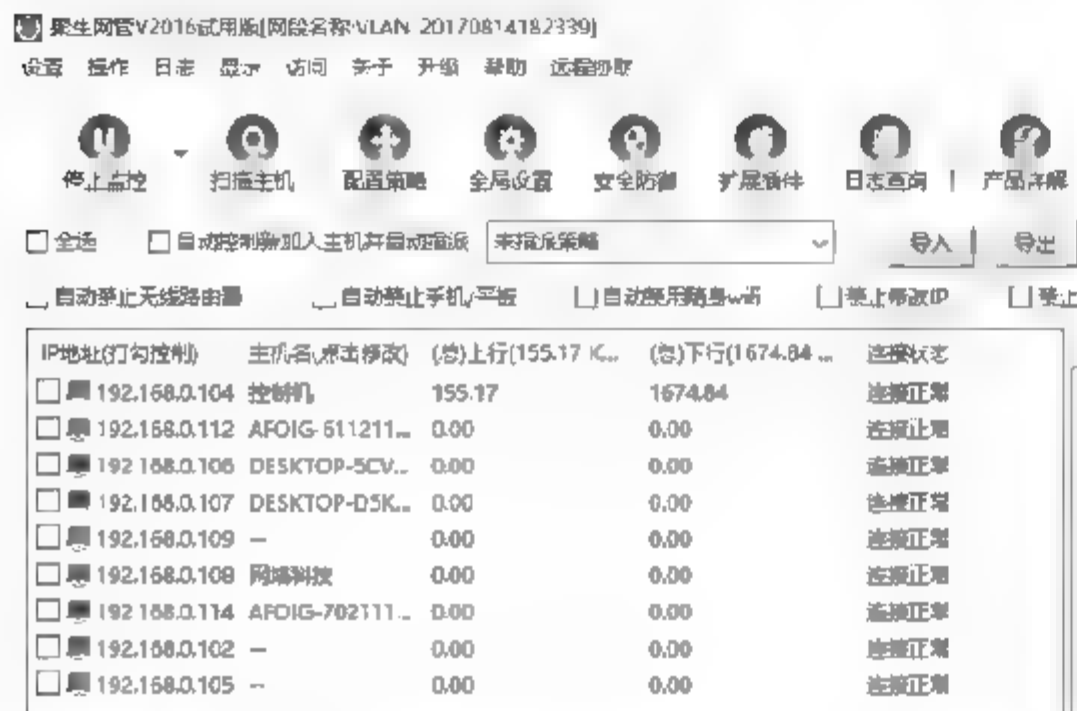 聚生网管V2016试用版[网段名称:VLAN-20170814182339]
设置 操作 日志 显示 访问 关于 升级 帮助 远程协助
停止监控 扫描主机 配置策略 全局设置 安全防御 扩展插件 日志查询 | 产品详解
全选 自动控制新加入主机并自动指派 未指派策略 导入 导出
自动禁止无线路由器 自动禁止手机/平板 自动禁用随身wifi 禁止修改IP 禁止
IP地址(打勾控制) 主机名(点击修改) (总)上行(155.17 K... (总)下行(1674.84 ... 连接状态
192.168.0.104 控制机 155.17 1674.84 连接正常
192.168.0.112 AFOIG-611211... 0.00 0.00 连接正常
192.168.0.106 DESKTOP-5CV... 0.00 0.00 连接正常
192.168.0.107 DESKTOP-D5K... 0.00 0.00 连接正常
192.168.0.109 -- 0.00 0.00 连接正常
192.168.0.108 网络科技 0.00 0.00 连接正常
192.168.0.114 AFOIG-702111... 0.00 0.00 连接正常
192.168.0.102 -- 0.00 0.00 连接正常
192.168.0.105 -- 0.00 0.00 连接正常